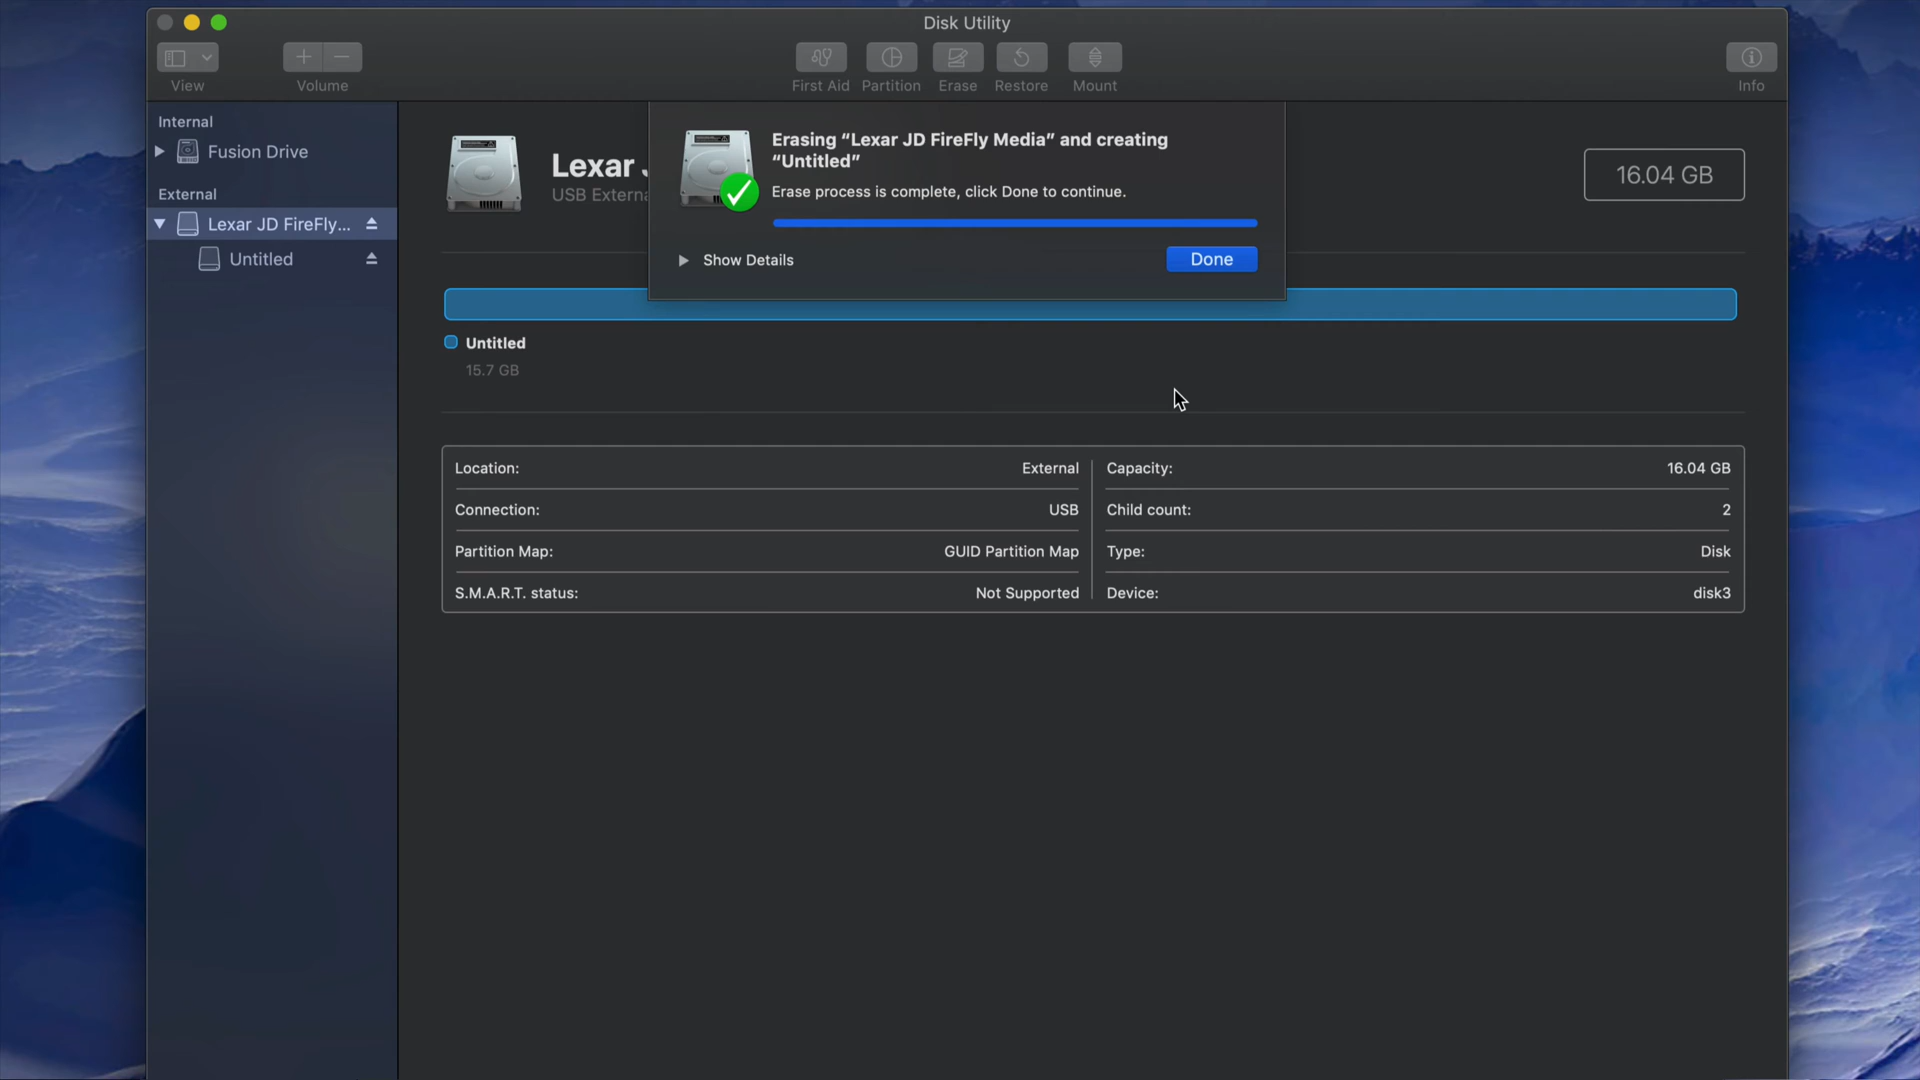 Disk Utility
View
Volume
First Aid
Partition
Erase
Restore
Mount
Info
Internal
Fusion Drive
External
Lexar JD FireFly...
Untitled
Lexar
USB Externa
16.04 GB
Erasing “Lexar JD FireFly Media” and creating
“Untitled”
Erase process is complete, click Done to continue.
Show Details
Done
Untitled
15.7 GB
Location: External
Capacity: 16.04 GB
Connection: USB
Child count: 2
Partition Map: GUID Partition Map
Type: Disk
S.M.A.R.T. status: Not Supported
Device: disk3